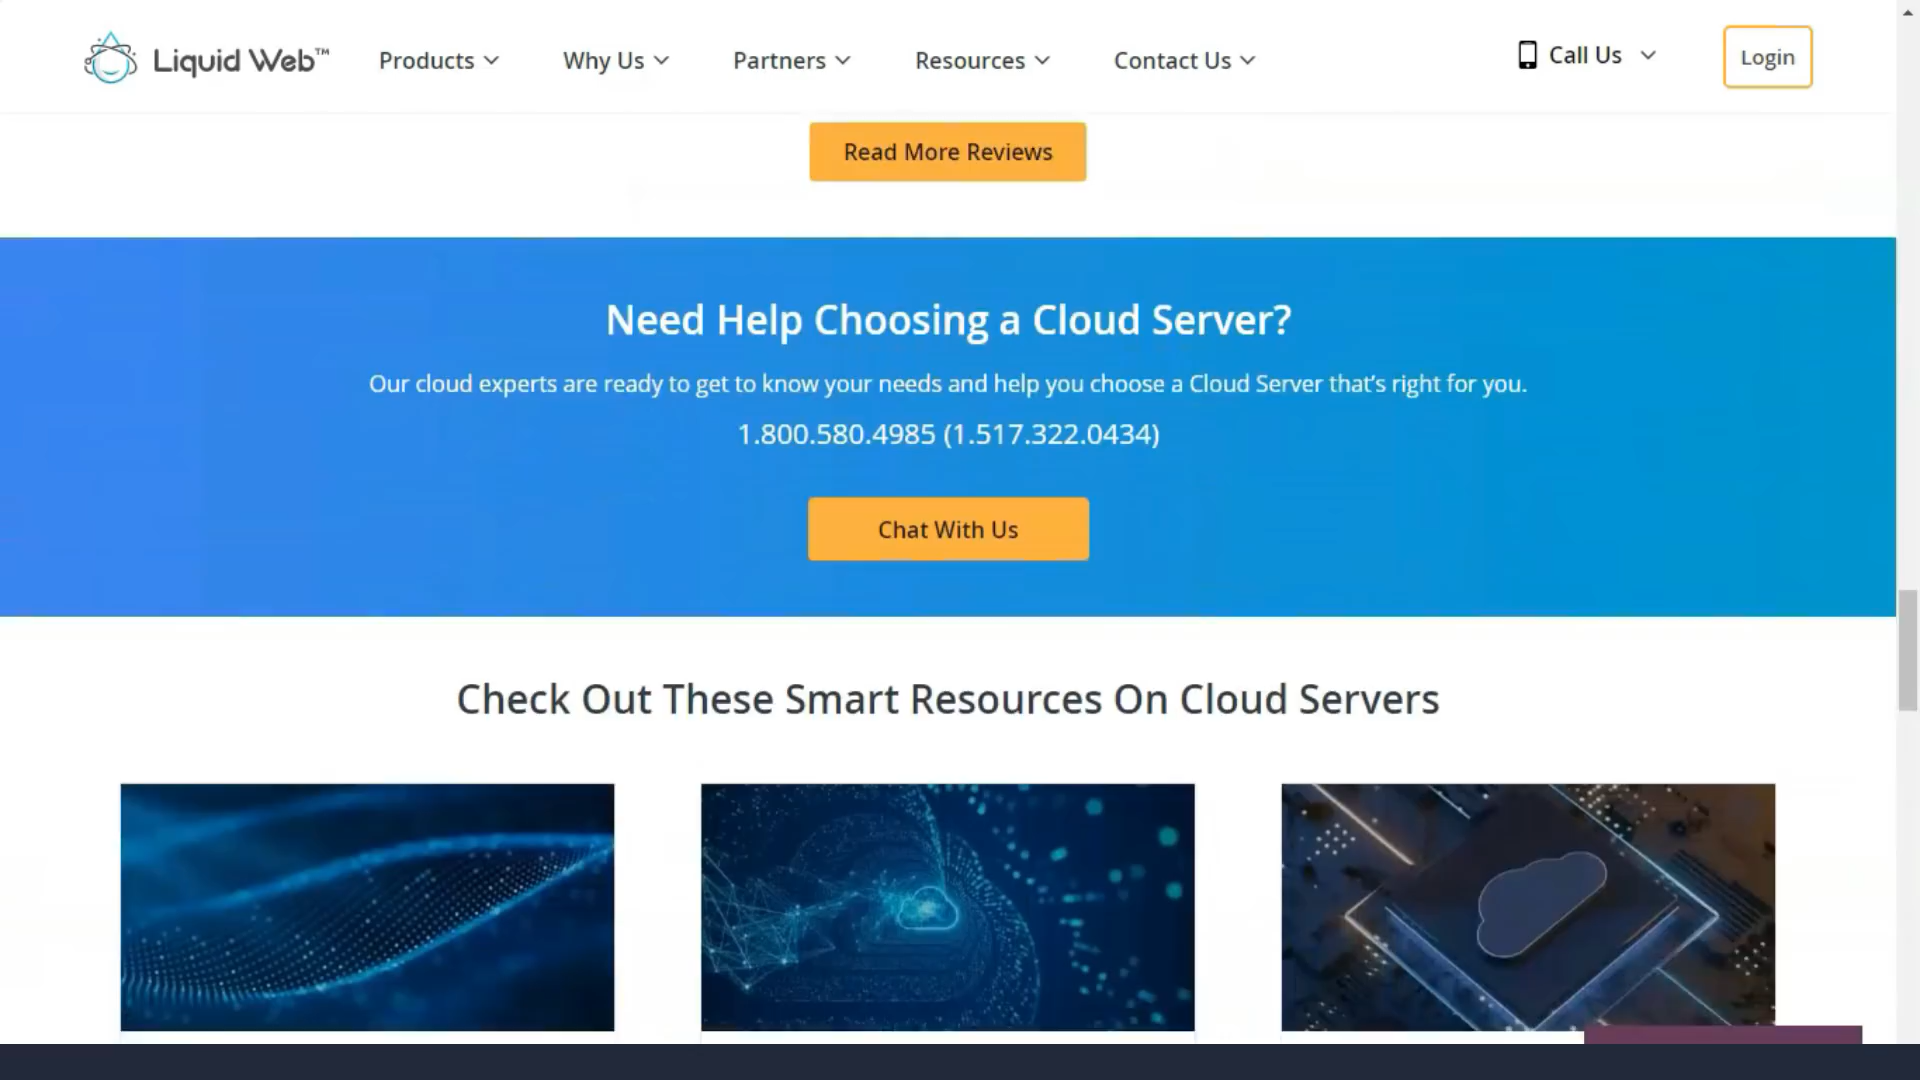 Liquid Web™ Products Why Us Partners Resources Contact Us Call Us Login
Read More Reviews
Need Help Choosing a Cloud Server?
Our cloud experts are ready to get to know your needs and help you choose a Cloud Server that's right for you.
1.800.580.4985 (1.517.322.0434)
Chat With Us
Check Out These Smart Resources On Cloud Servers